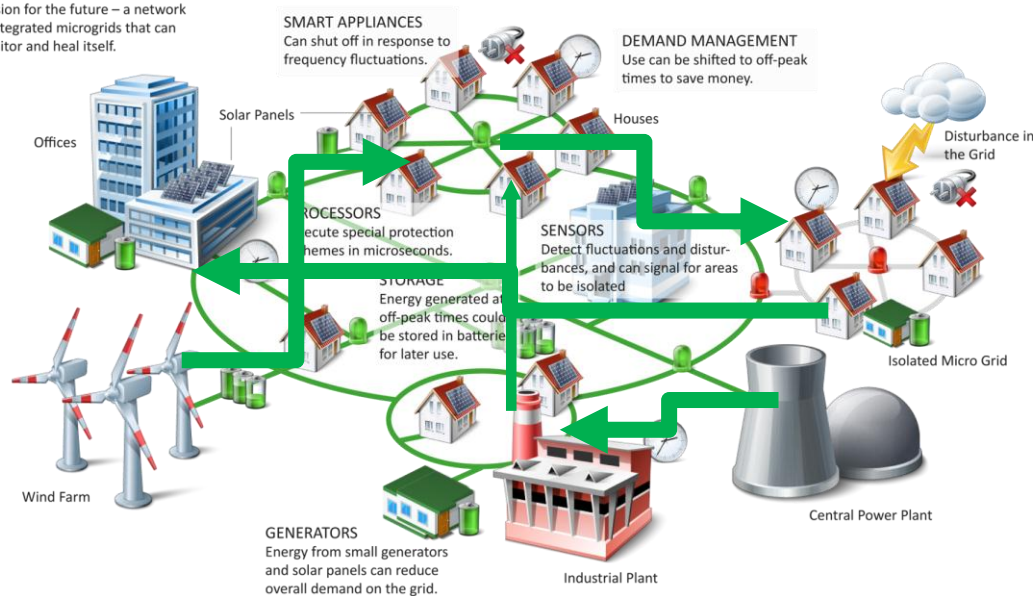 sion for the future – a network
tegrated microgrids that can
itor and heal itself.
SMART APPLIANCES
Can shut off in response to
frequency fluctuations.
DEMAND MANAGEMENT
Use can be shifted to off-peak
times to save money.
Offices
Solar Panels
Houses
Disturbance in
the Grid
ROCESSORS
ecute special protection
hemes in microseconds.
SENSORS
Detect fluctuations and distur-
bances, and can signal for areas
to be isolated
STORAGE
Energy generated at
off-peak times could
be stored in batterie
for later use.
Isolated Micro Grid
Wind Farm
Central Power Plant
GENERATORS
Energy from small generators
and solar panels can reduce
overall demand on the grid.
Industrial Plant